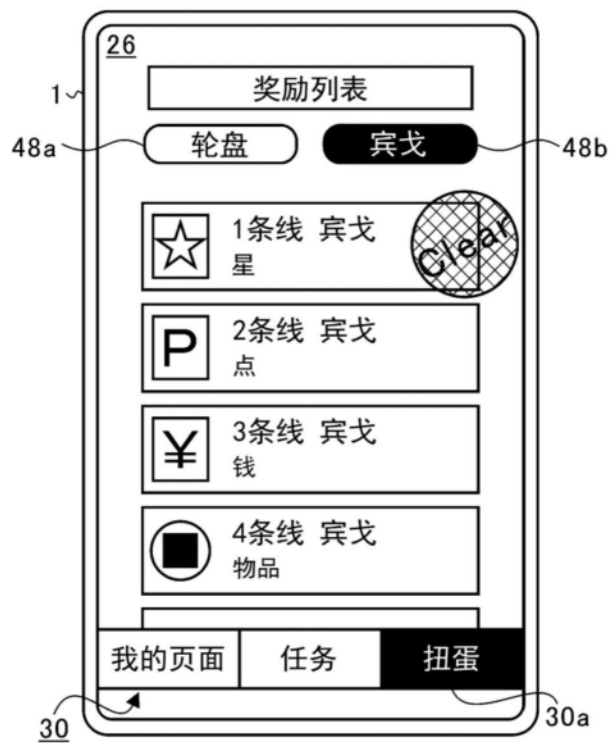 26
1
奖励列表
48a
轮盘
宾戈
48b
1条线 宾戈
星
Clear
P
2条线 宾戈
点
¥
3条线 宾戈
钱
4条线 宾戈
物品
我的页面
任务
扭蛋
30
30a